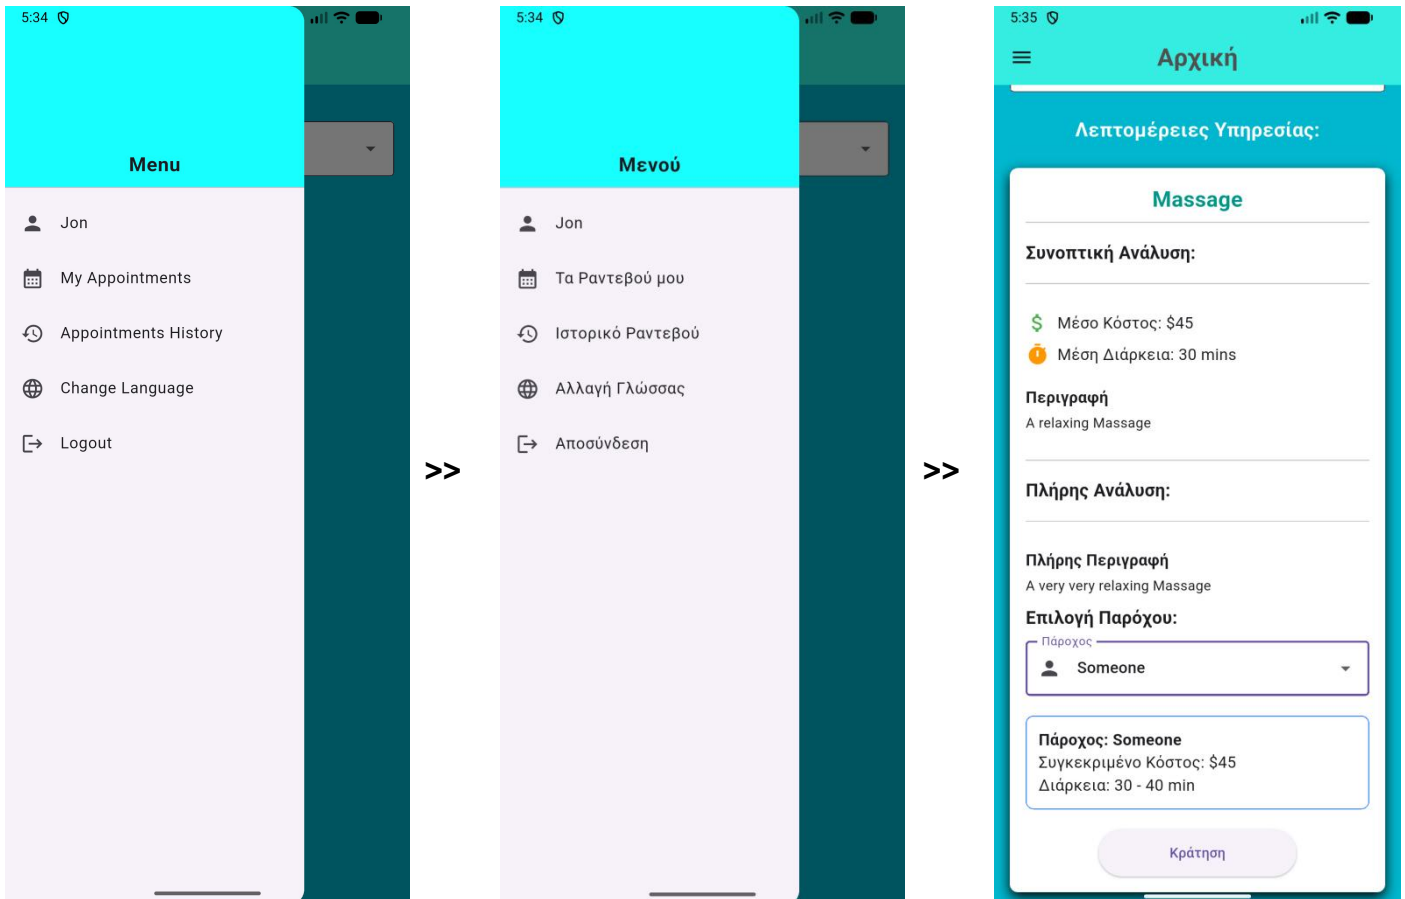 5:34
Menu
Jon
My Appointments
Appointments History
Change Language
Logout
>>
5:34
Μενού
Jon
Τα Ραντεβού μου
Ιστορικό Ραντεβού
Αλλαγή Γλώσσας
Αποσύνδεση
>>
5:35
Αρχική
Λεπτομέρειες Υπηρεσίας:
Massage
Συνοπτική Ανάλυση:
Μέσο Κόστος: $45
Μέση Διάρκεια: 30 mins
Περιγραφή
A relaxing Massage
Πλήρης Ανάλυση:
Πλήρης Περιγραφή
A very very relaxing Massage
Επιλογή Παρόχου:
Πάροχος
Someone
Πάροχος: Someone
Συγκεκριμένο Κόστος: $45
Διάρκεια: 30 - 40 min
Κράτηση